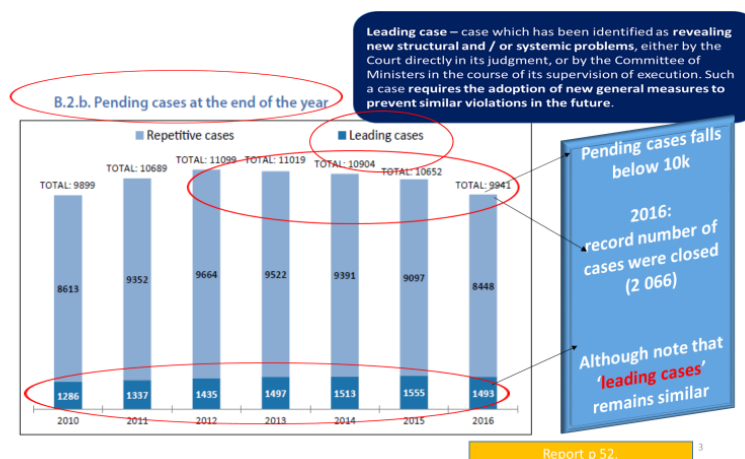 Leading case – case which has been identified as revealing
new structural and / or systemic problems, either by the
Court directly in its judgment, or by the Committee of
Ministers in the course of its supervision of execution. Such
a case requires the adoption of new general measures to
prevent similar violations in the future.
B.2.b. Pending cases at the end of the year
Repetitive cases
Leading cases
TOTAL: 9899
TOTAL: 10689
TOTAL: 11099
TOTAL: 11019
TOTAL: 10904
TOTAL: 10652
TOTAL: 9941
8613
9352
9664
9522
9391
9097
8448
1286
1337
1435
1497
1513
1555
1493
2010
2011
2012
2013
2014
2015
2016
Pending cases falls
below 10k
2016:
record number of
cases were closed
(2 066)
Although note that
‘leading cases’
remains similar
Report p 52.
3